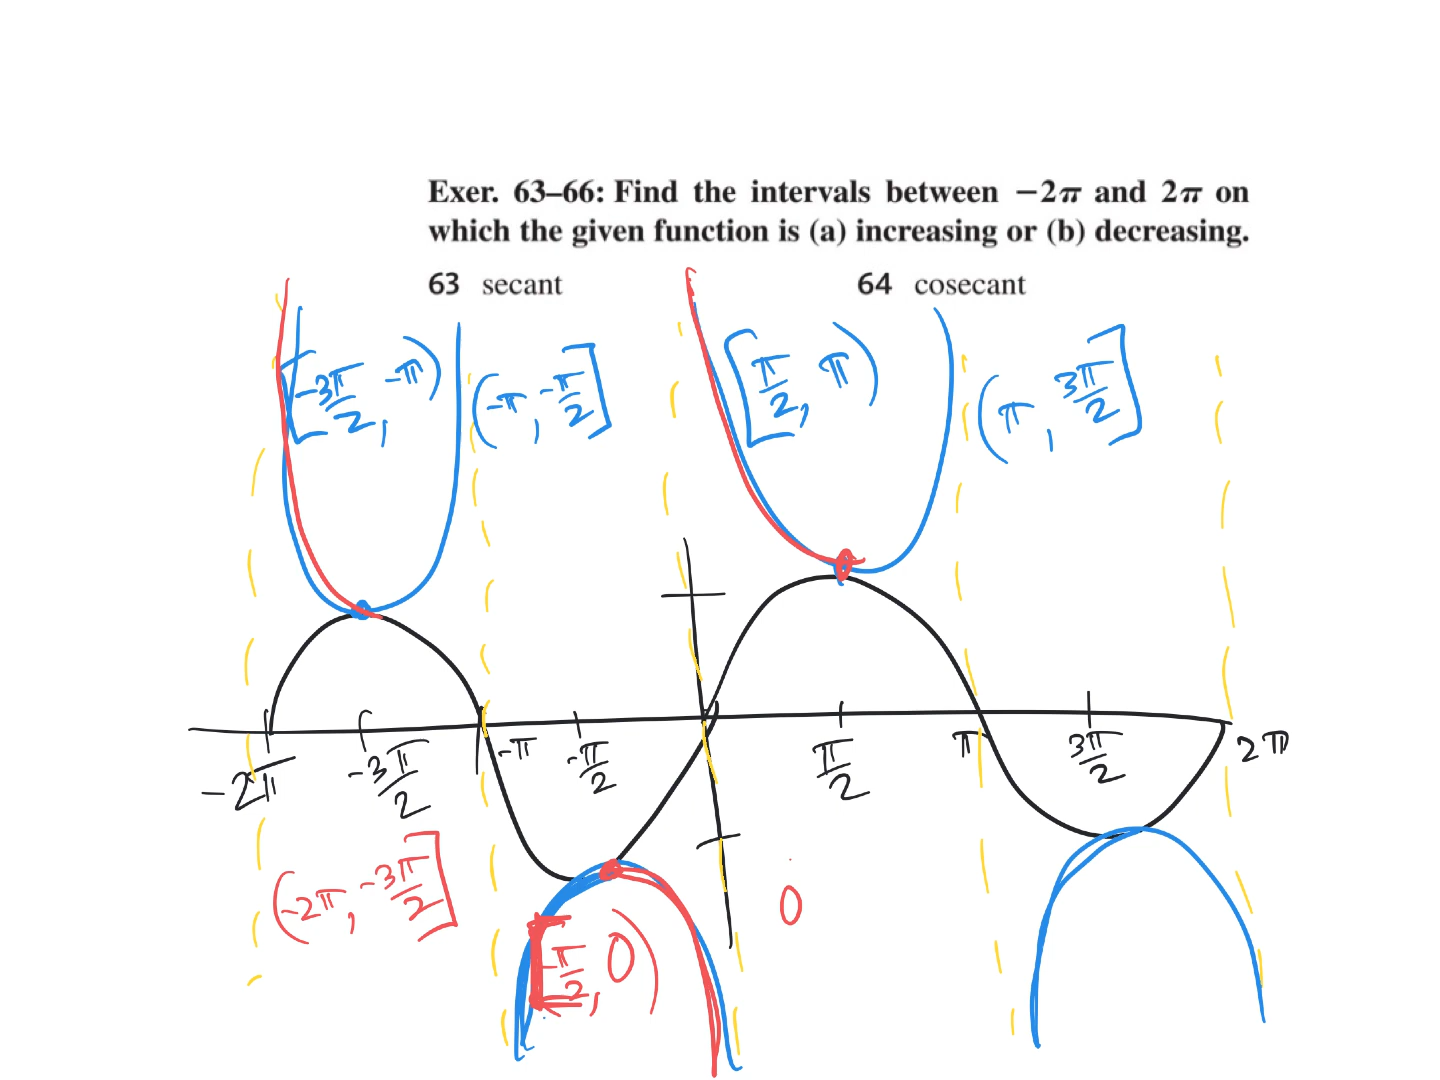 Exer. 63–66: Find the intervals between −2π and 2π on
which the given function is (a) increasing or (b) decreasing.
63 secant 64 cosecant
[-3π/2, -π) (-π, -π/2] [π/2, π) (π, 3π/2]
-2π -3π/2 -π -π/2 π/2 π 3π/2 2π
(-2π, -3π/2] 0
[-π/2, 0)